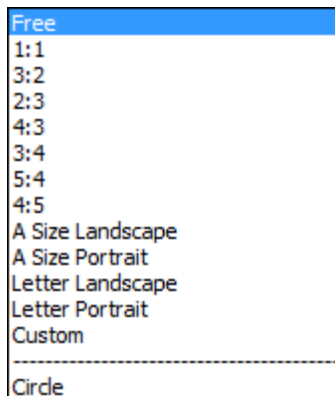 Free
1:1
3:2
2:3
4:3
3:4
5:4
4:5
A Size Landscape
A Size Portrait
Letter Landscape
Letter Portrait
Custom
----------------------------------------
Circle